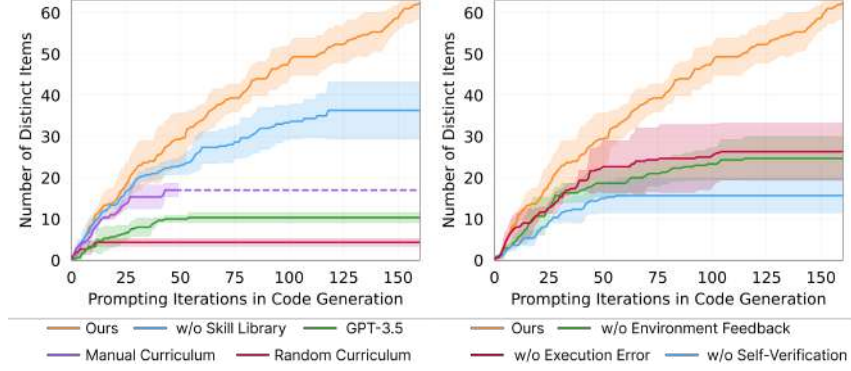 Number of Distinct Items
60
50
40
30
20
10
0
0 25 50 75 100 125 150
Prompting Iterations in Code Generation
Number of Distinct Items
60
50
40
30
20
10
0
0 25 50 75 100 125 150
Prompting Iterations in Code Generation
Ours w/o Skill Library GPT-3.5
Manual Curriculum Random Curriculum
Ours w/o Environment Feedback
w/o Execution Error w/o Self-Verification